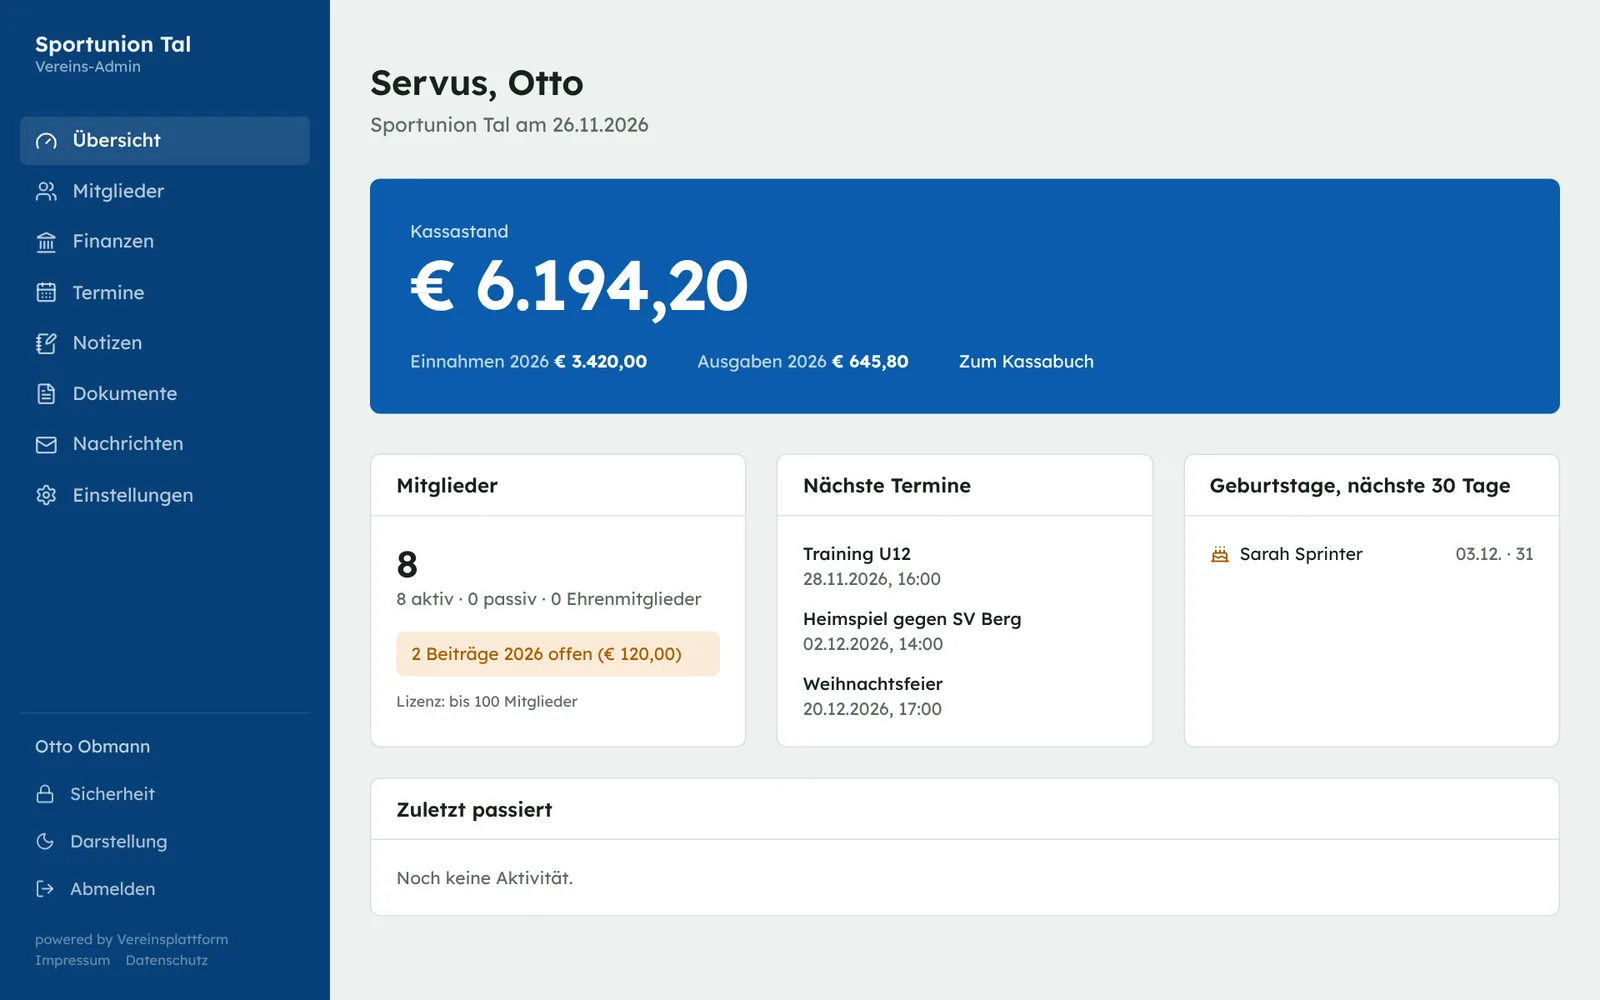 Sportunion Tal
Vereins-Admin
Übersicht
Mitglieder
Finanzen
Termine
Notizen
Dokumente
Nachrichten
Einstellungen
Otto Obmann
Sicherheit
Darstellung
Abmelden
powered by Vereinsplattform
Impressum Datenschutz
Servus, Otto
Sportunion Tal am 26.11.2026
Kassastand
€ 6.194,20
Einnahmen 2026 € 3.420,00 Ausgaben 2026 € 645,80 Zum Kassabuch
Mitglieder
8
8 aktiv · 0 passiv · 0 Ehrenmitglieder
2 Beiträge 2026 offen (€ 120,00)
Lizenz: bis 100 Mitglieder
Nächste Termine
Training U12
28.11.2026, 16:00
Heimspiel gegen SV Berg
02.12.2026, 14:00
Weihnachtsfeier
20.12.2026, 17:00
Geburtstage, nächste 30 Tage
Sarah Sprinter 03.12. · 31
Zuletzt passiert
Noch keine Aktivität.